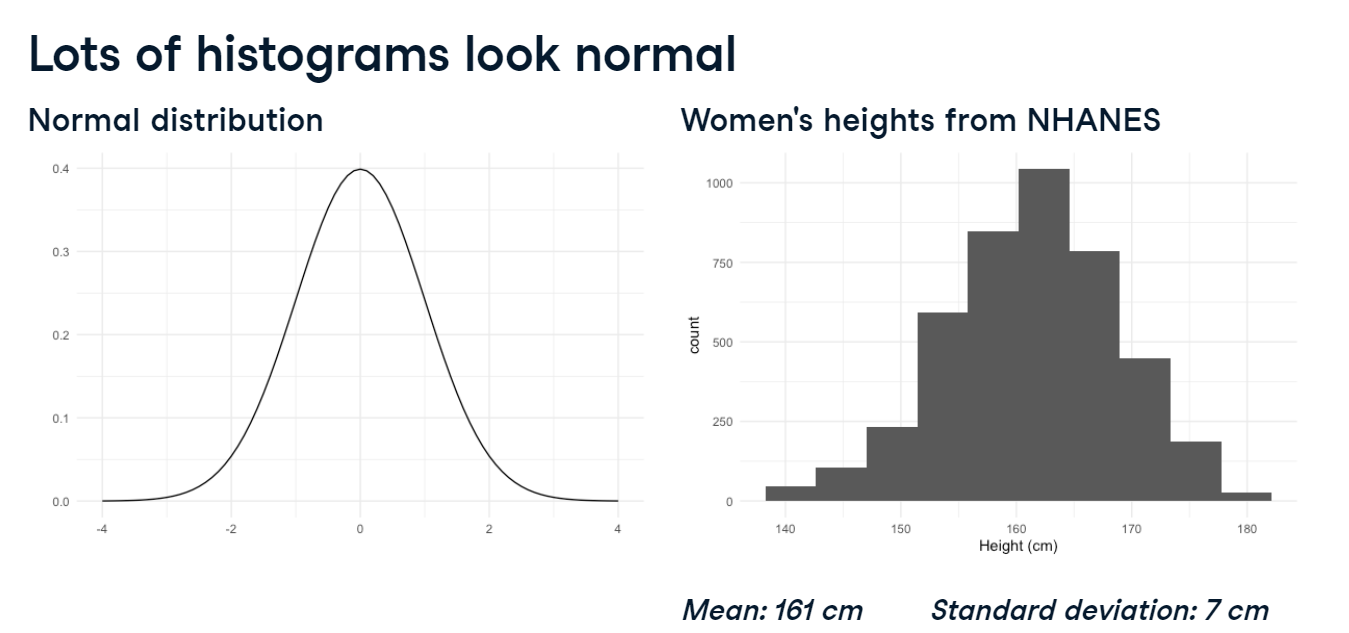 Lots of histograms look normal
Normal distribution
0.4
0.3
0.2
0.1
0.0
-4 -2 0 2 4
Women's heights from NHANES
count
1000
750
500
250
0
140 150 160 170 180
Height (cm)
Mean: 161 cm Standard deviation: 7 cm